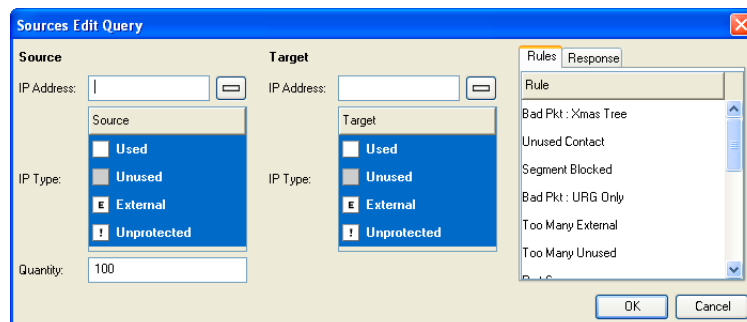 Sources Edit Query
Source
IP Address:
Source
Used
Unused
External
Unprotected
IP Type:
Quantity:
100
Target
IP Address:
Target
Used
Unused
E External
! Unprotected
IP Type:
Rules
Response
Rule
Bad Pkt : Xmas Tree
Unused Contact
Segment Blocked
Bad Pkt : URG Only
Too Many External
Too Many Unused
OK
Cancel